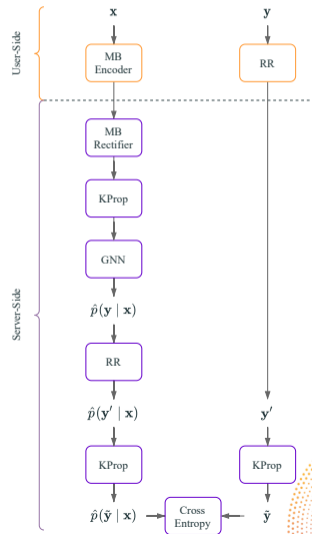 x
y
User-Side
MB
Encoder
RR
MB
Rectifier
KProp
GNN
Server-Side
p̂(y | x)
RR
p̂(y′ | x)
y′
KProp
KProp
p̂(ỹ | x)
Cross
Entropy
ỹ